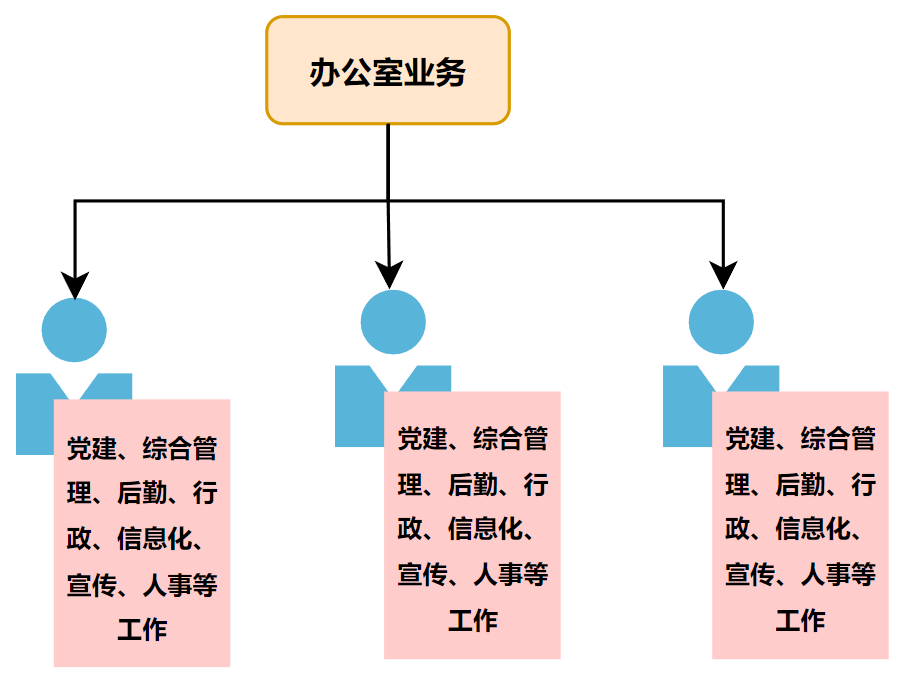 办公室业务
党建、综合管
理、后勤、行
政、信息化、
宣传、人事等
工作
党建、综合管
理、后勤、行
政、信息化、
宣传、人事等
工作
党建、综合管
理、后勤、行
政、信息化、
宣传、人事等
工作